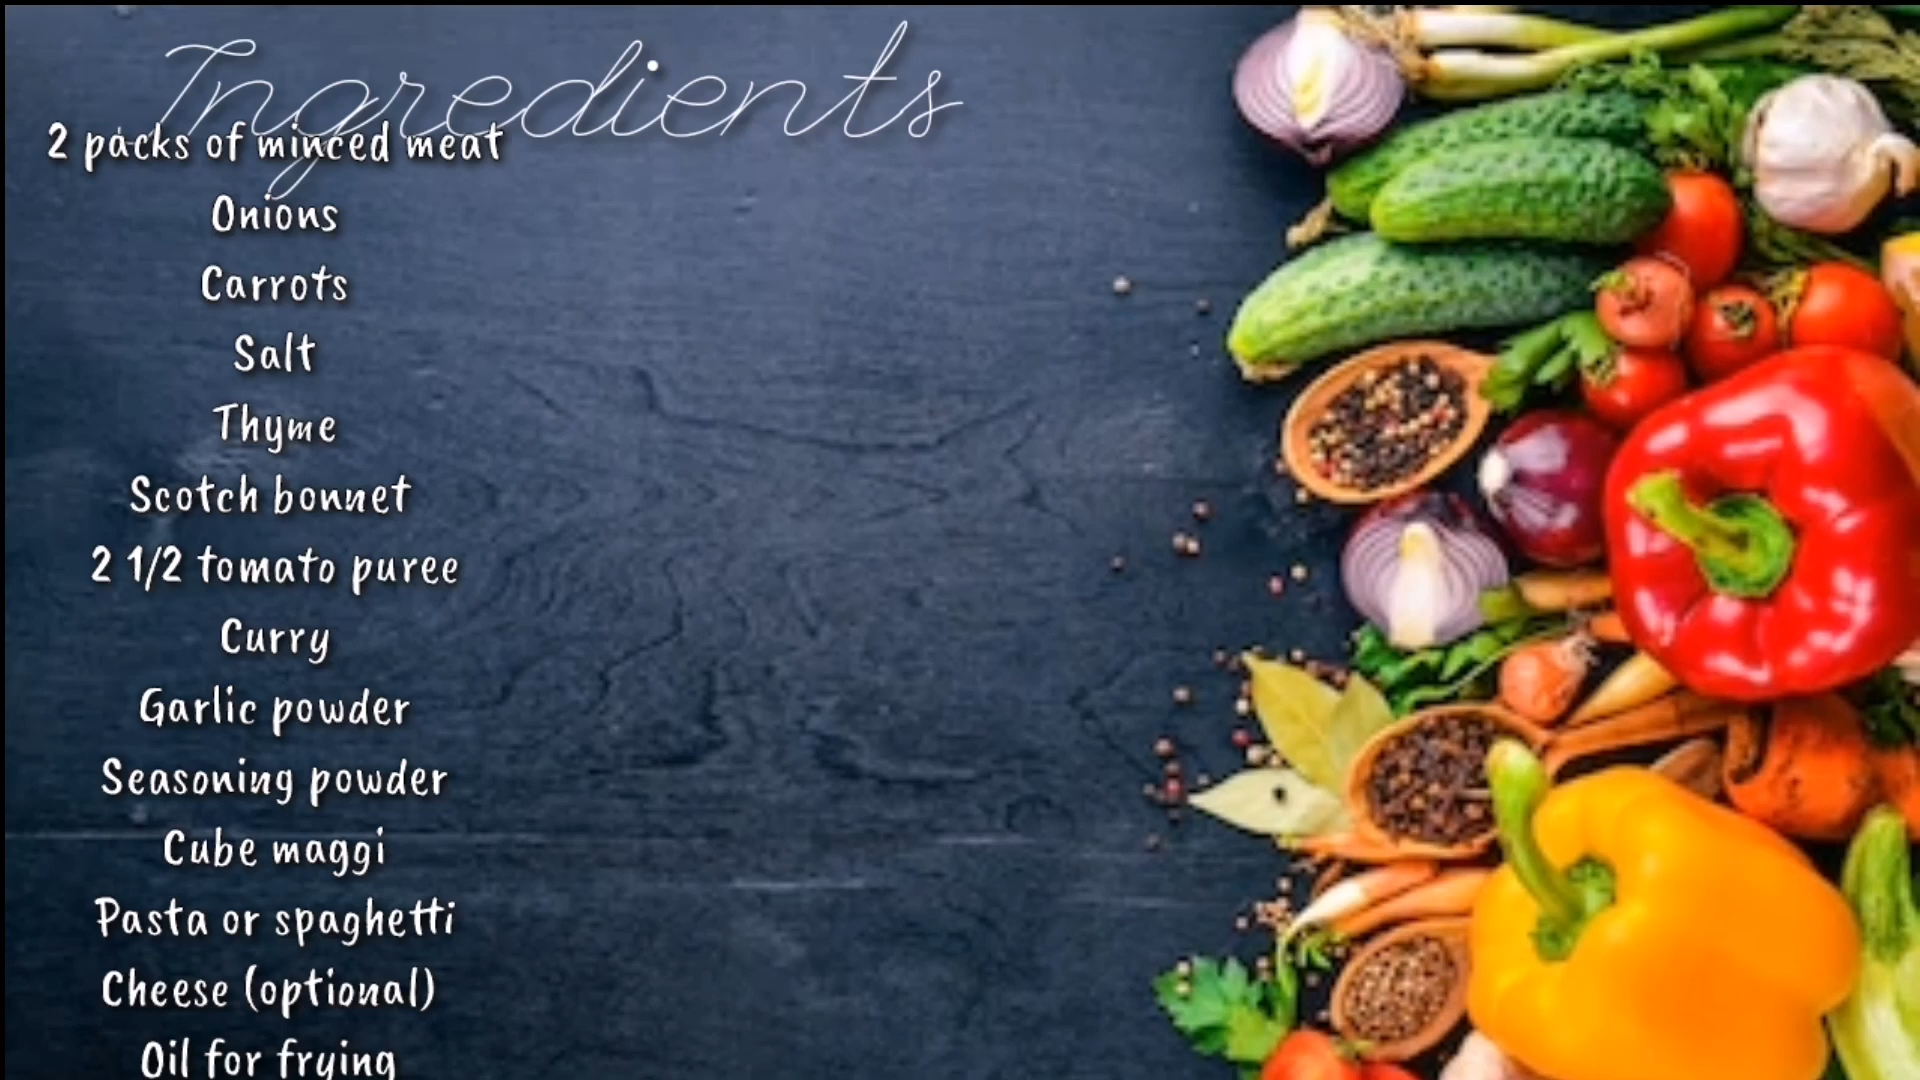 Ingredients
2 packs of minced meat
Onions
Carrots
Salt
Thyme
Scotch bonnet
2 1/2 tomato puree
Curry
Garlic powder
Seasoning powder
Cube maggi
Pasta or spaghetti
Cheese (optional)
Oil for frying